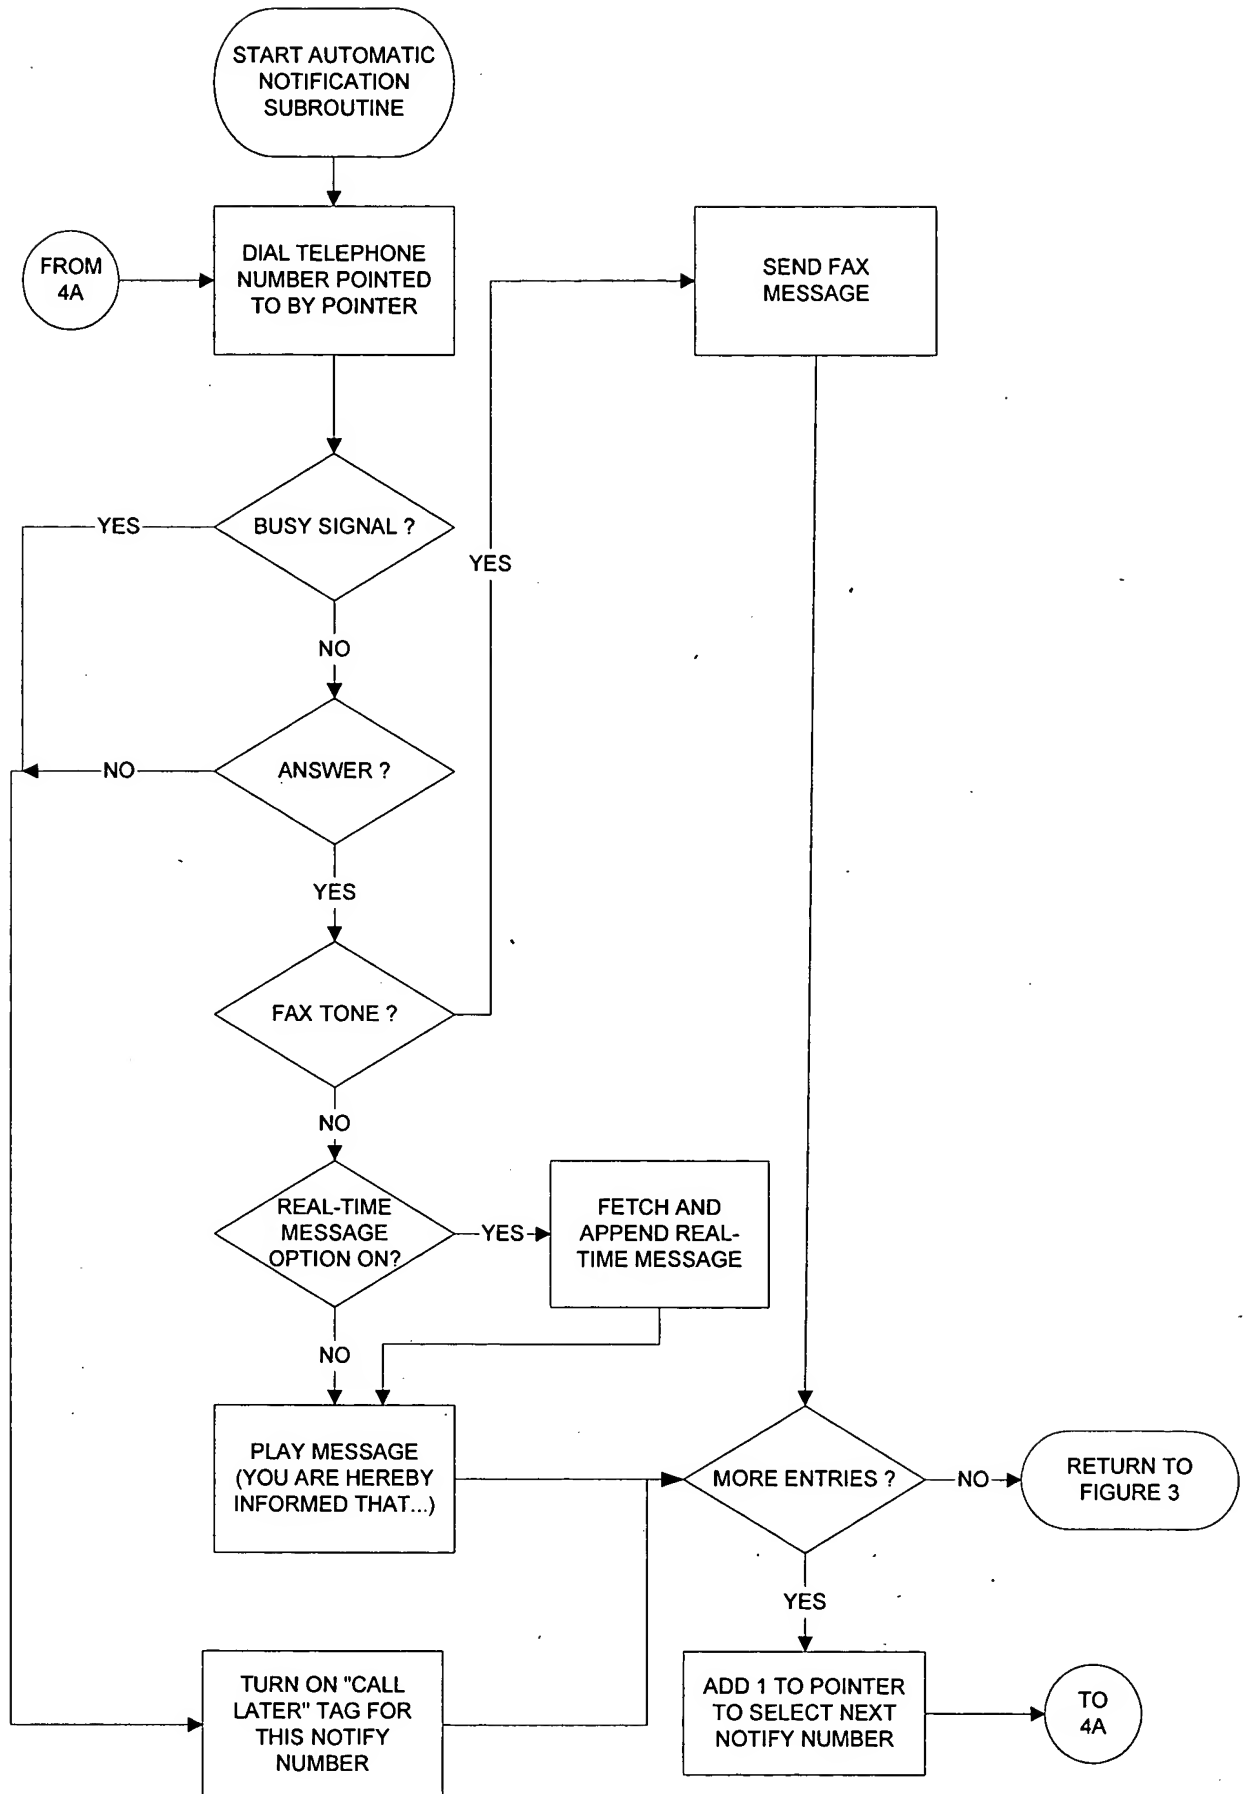 START AUTOMATIC
NOTIFICATION
SUBROUTINE
FROM
4A
DIAL TELEPHONE
NUMBER POINTED
TO BY POINTER
SEND FAX
MESSAGE
YES
BUSY SIGNAL ?
YES
NO
NO
ANSWER ?
YES
FAX TONE ?
NO
REAL-TIME
MESSAGE
OPTION ON?
YES
FETCH AND
APPEND REAL-
TIME MESSAGE
NO
PLAY MESSAGE
(YOU ARE HEREBY
INFORMED THAT...)
MORE ENTRIES ?
NO
RETURN TO
FIGURE 3
YES
TURN ON "CALL
LATER" TAG FOR
THIS NOTIFY
NUMBER
ADD 1 TO POINTER
TO SELECT NEXT
NOTIFY NUMBER
TO
4A